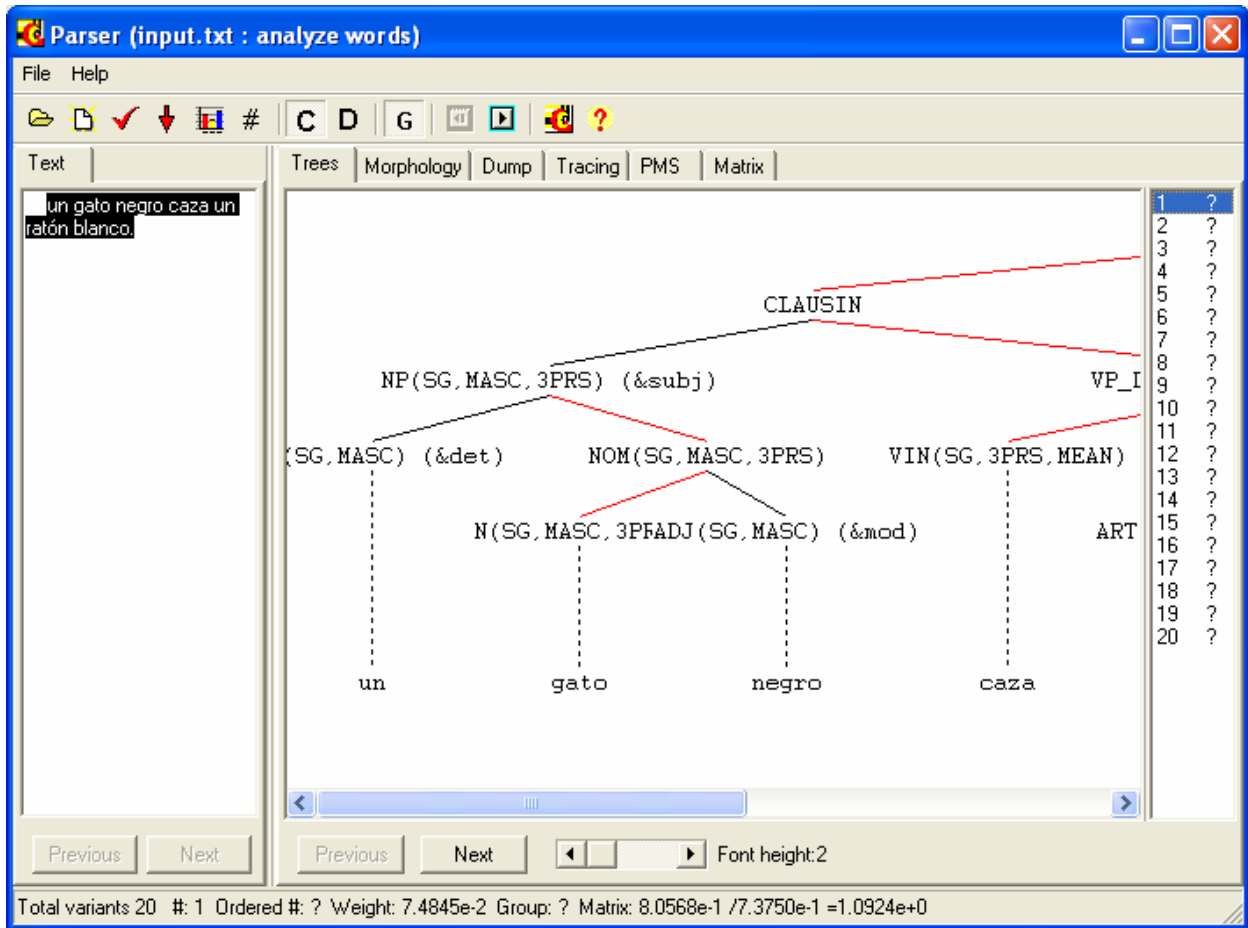 Parser (input.txt : analyze words)
File Help
# C D G ?
Text
Trees Morphology Dump Tracing PMS Matrix
un gato negro caza un
ratón blanco.
CLAUSIN
NP(SG,MASC,3PRS) (&subj) VP_I
(SG,MASC) (&det) NOM(SG,MASC,3PRS) VIN(SG,3PRS,MEAN)
N(SG,MASC,3PRADJ(SG,MASC) (&mod) ART
un gato negro caza
1 ?
2 ?
3 ?
4 ?
5 ?
6 ?
7 ?
8 ?
9 ?
10 ?
11 ?
12 ?
13 ?
14 ?
15 ?
16 ?
17 ?
18 ?
19 ?
20 ?
Previous Next Previous Next Font height:2
Total variants 20 #: 1 Ordered #: ? Weight: 7.4845e-2 Group: ? Matrix: 8.0568e-1 /7.3750e-1 =1.0924e+0